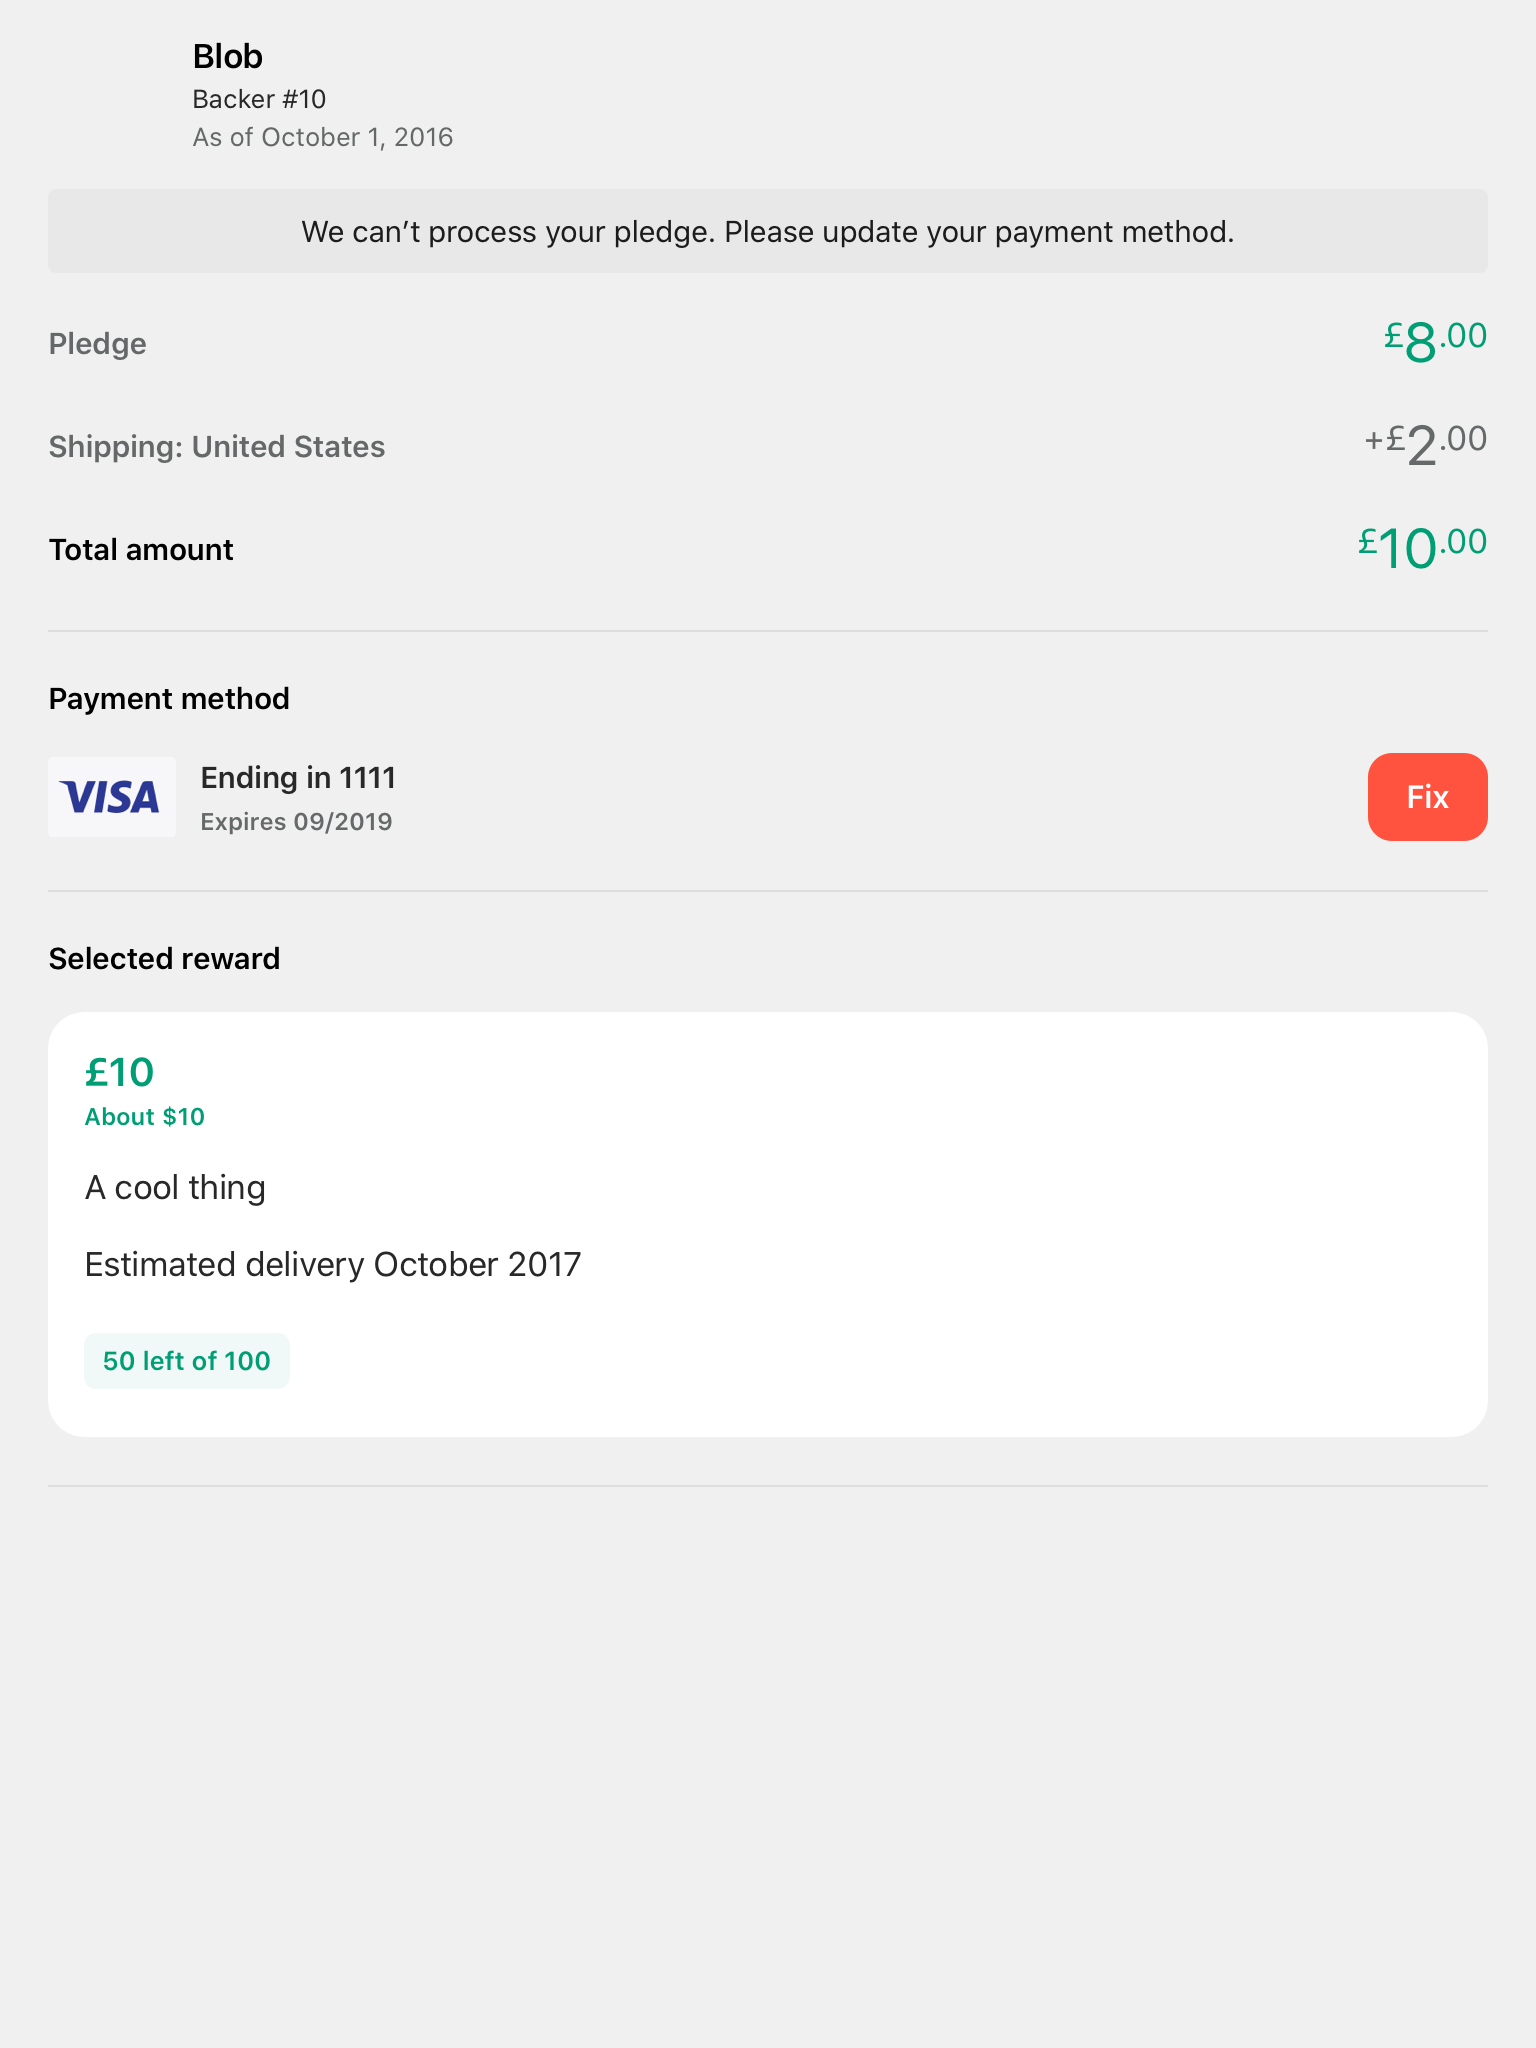 Blob
Backer #10
As of October 1, 2016
We can’t process your pledge. Please update your payment method.
Pledge £8.00
Shipping: United States +£2.00
Total amount £10.00
Payment method
VISA
Ending in 1111
Expires 09/2019
Fix
Selected reward
£10
About $10
A cool thing
Estimated delivery October 2017
50 left of 100